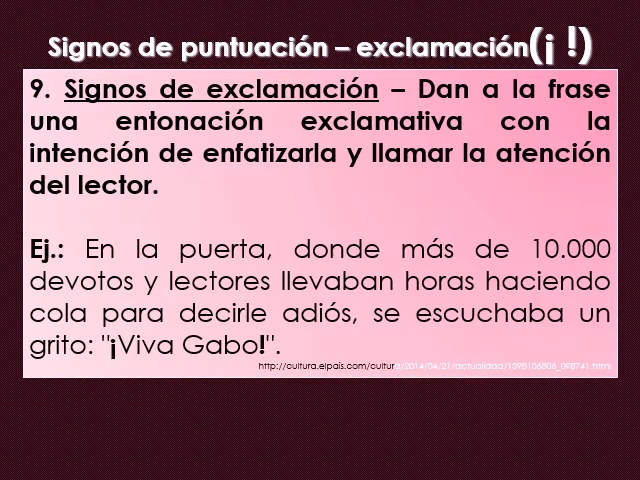 Signos de puntuación – exclamación(¡ !)
9. Signos de exclamación – Dan a la frase
una entonación exclamativa con la
intención de enfatizarla y llamar la atención
del lector.
Ej.: En la puerta, donde más de 10.000
devotos y lectores llevaban horas haciendo
cola para decirle adiós, se escuchaba un
grito: "¡Viva Gabo!".
http://cultura.elpais.com/cultura/2014/04/21/actualidad/1398106806_098741.html